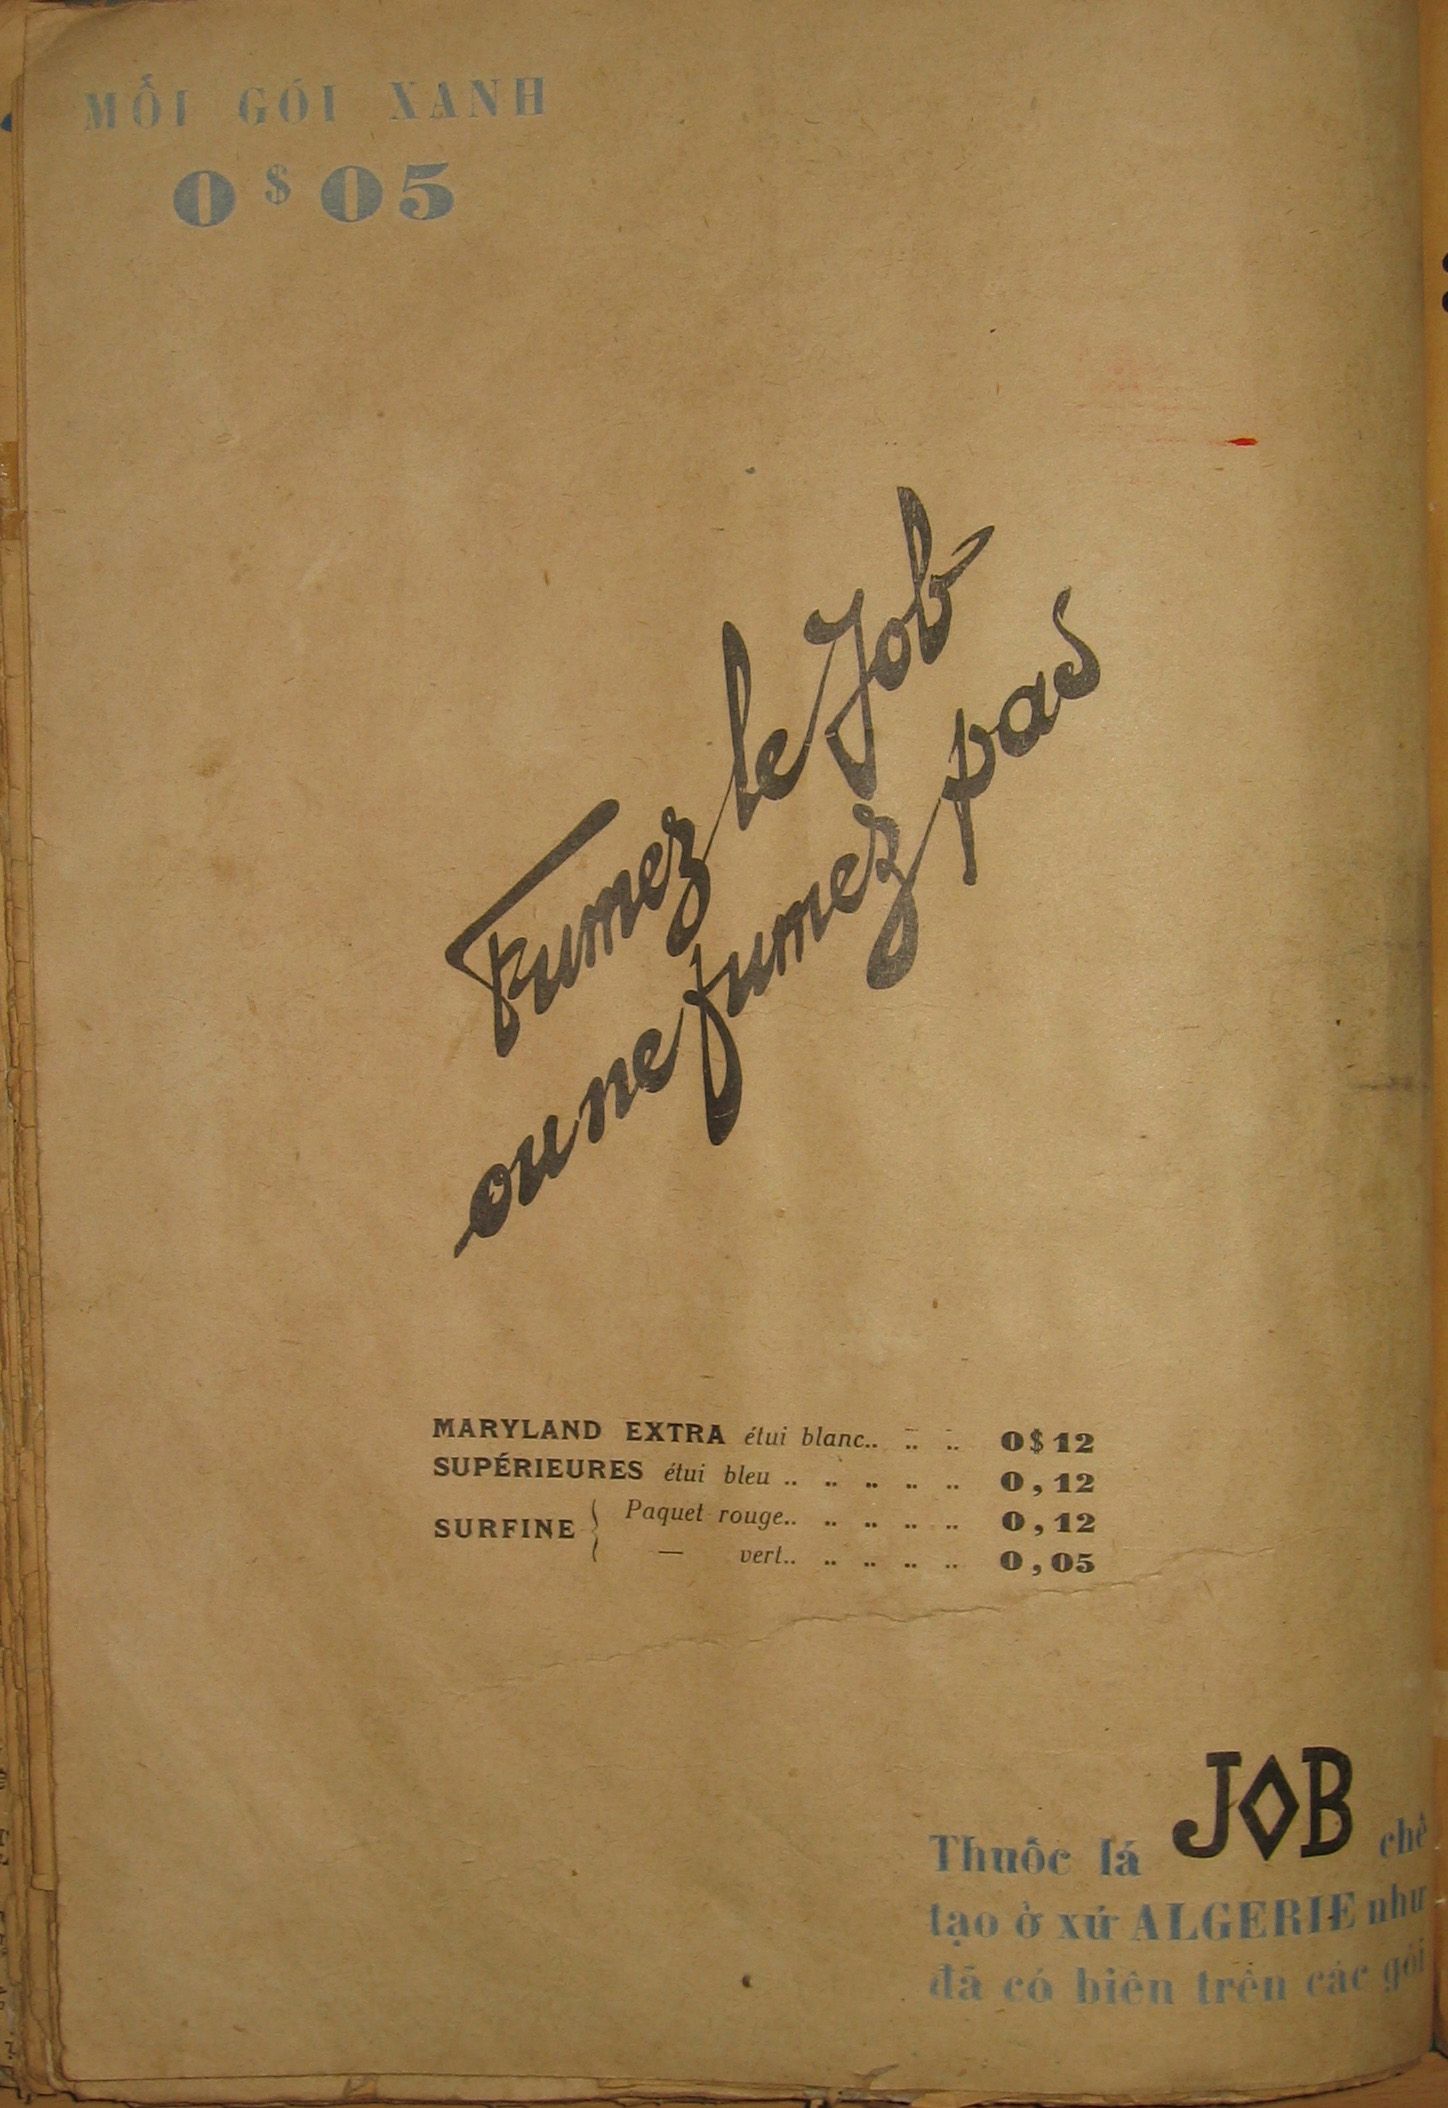 MỖI GÓI XANH
0$05
Fumez le Job
ou ne fumez pas
MARYLAND EXTRA étui blanc.. .. .. 0$12
SUPÉRIEURES étui bleu .. .. .. .. .. 0,12
SURFINE { Paquet rouge.. .. .. .. .. 0,12
— vert.. .. .. .. .. 0,05
Thuốc lá JOB chế
tạo ở xứ ALGERIE như
đã có biên trên các gói